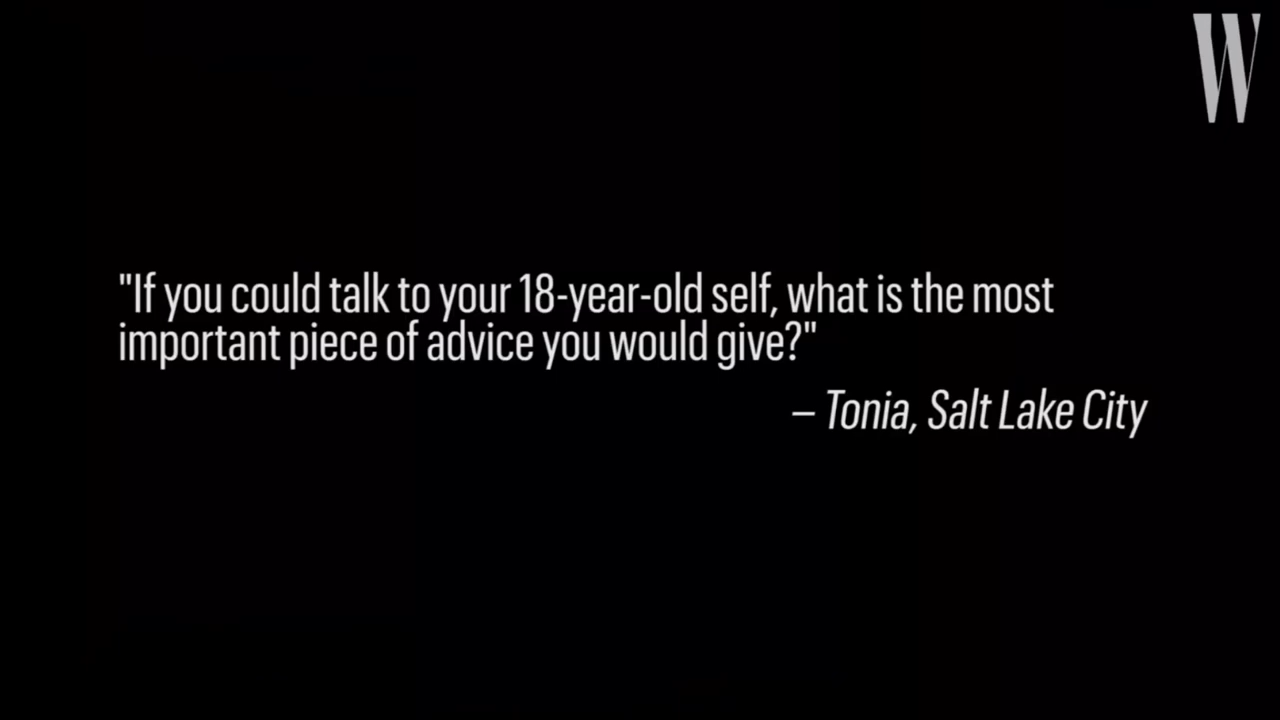 W
"If you could talk to your 18-year-old self, what is the most
important piece of advice you would give?"
– Tonia, Salt Lake City